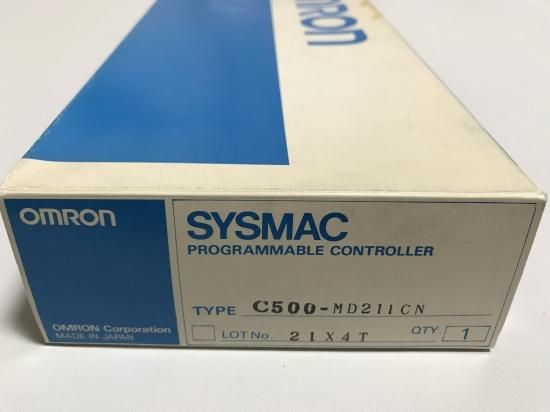 OMRON
OMRON
SYSMAC
PROGRAMMABLE CONTROLLER
TYPE C500-MD211CN
LOT No. 21X4T QTY. 1
OMRON Corporation
MADE IN JAPAN